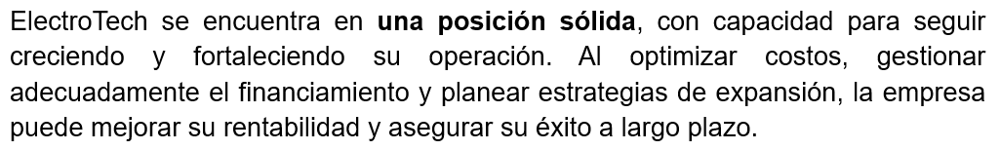 ElectroTech se encuentra en una posición sólida, con capacidad para seguir
creciendo y fortaleciendo su operación. Al optimizar costos, gestionar
adecuadamente el financiamiento y planear estrategias de expansión, la empresa
puede mejorar su rentabilidad y asegurar su éxito a largo plazo.